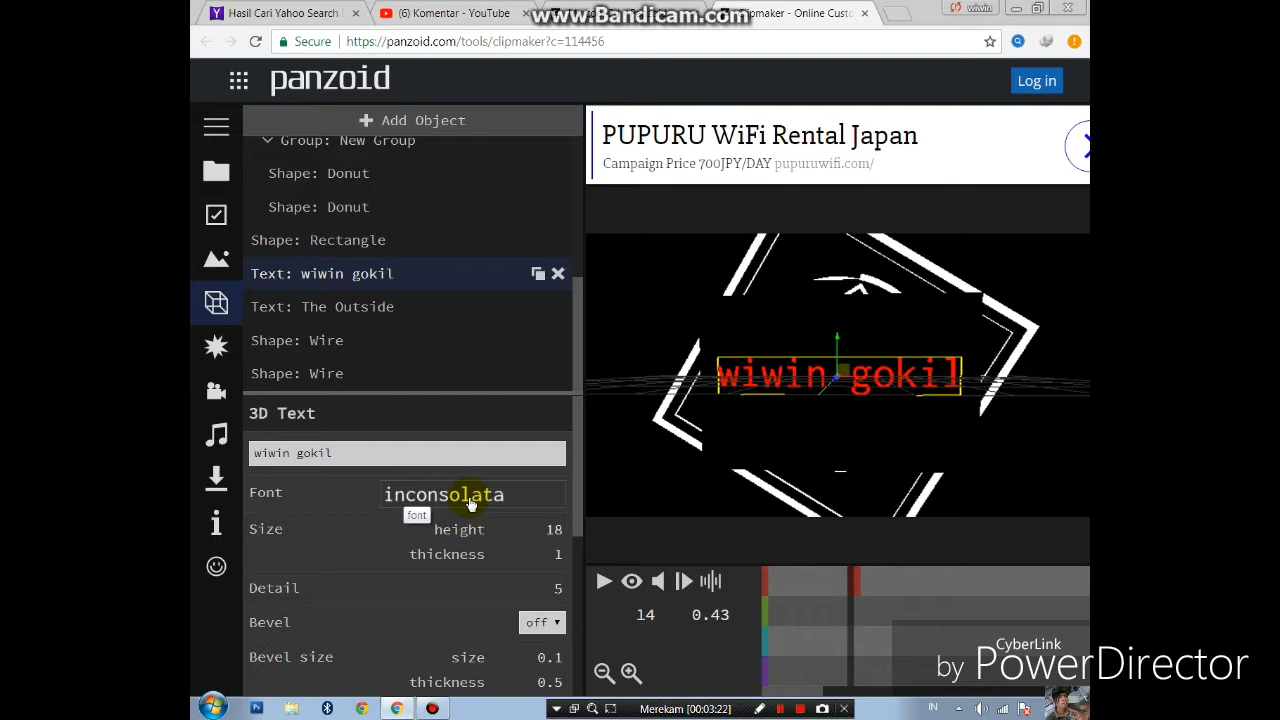 www.Bandicam.com
Hasil Cari Yahoo Search
(6) Komentar - YouTube
Clipmaker - Online Cust
wiwin
Secure
https://panzoid.com/tools/clipmaker?c=114456
panzoid
Log in
Add Object
Group: New Group
Shape: Donut
Shape: Donut
Shape: Rectangle
Text: wiwin gokil
Text: The Outside
Shape: Wire
Shape: Wire
PUPURU WiFi Rental Japan
Campaign Price 700JPY/DAY pupuruwifi.com/
wiwin gokil
3D Text
wiwin gokil
Font inconsolata
font
Size height 18
thickness 1
Detail 5
Bevel off
Bevel size size 0.1
thickness 0.5
14 0.43
CyberLink
by PowerDirector
Merekam [00:03:22]
IN